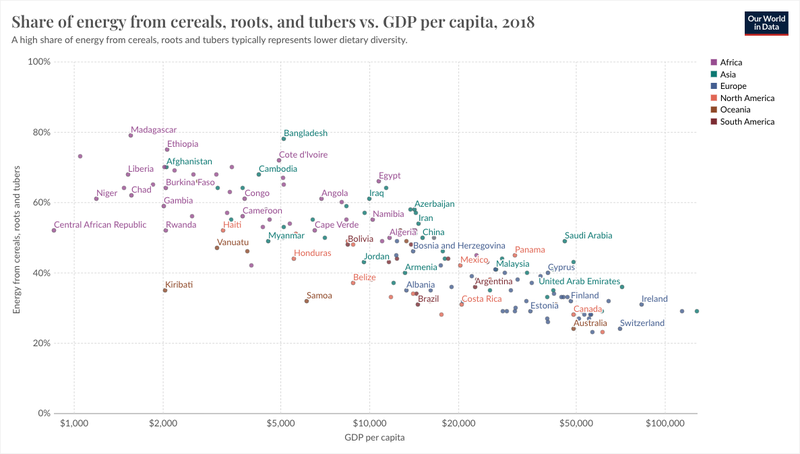 Share of energy from cereals, roots, and tubers vs. GDP per capita, 2018
A high share of energy from cereals, roots and tubers typically represents lower dietary diversity.
Our World
in Data
Africa
Asia
Europe
North America
Oceania
South America
Energy from cereals, roots and tubers
100%
80%
60%
40%
20%
0%
Madagascar
Bangladesh
Ethiopia
Cote d'Ivoire
Afghanistan
Liberia
Cambodia
Egypt
Burkina Faso
Chad
Niger
Congo
Angola
Iraq
Gambia
Azerbaijan
Cameroon
Namibia
Iran
Central African Republic
Rwanda
Haiti
Cape Verde
Algeria
China
Myanmar
Bolivia
Saudi Arabia
Vanuatu
Bosnia and Herzegovina
Honduras
Panama
Jordan
Mexico
Malaysia
Armenia
Cyprus
Belize
Kiribati
Albania
Argentina
United Arab Emirates
Samoa
Brazil
Costa Rica
Finland
Ireland
Estonia
Canada
Australia
Switzerland
$1,000
$2,000
$5,000
$10,000
$20,000
$50,000
$100,000
GDP per capita